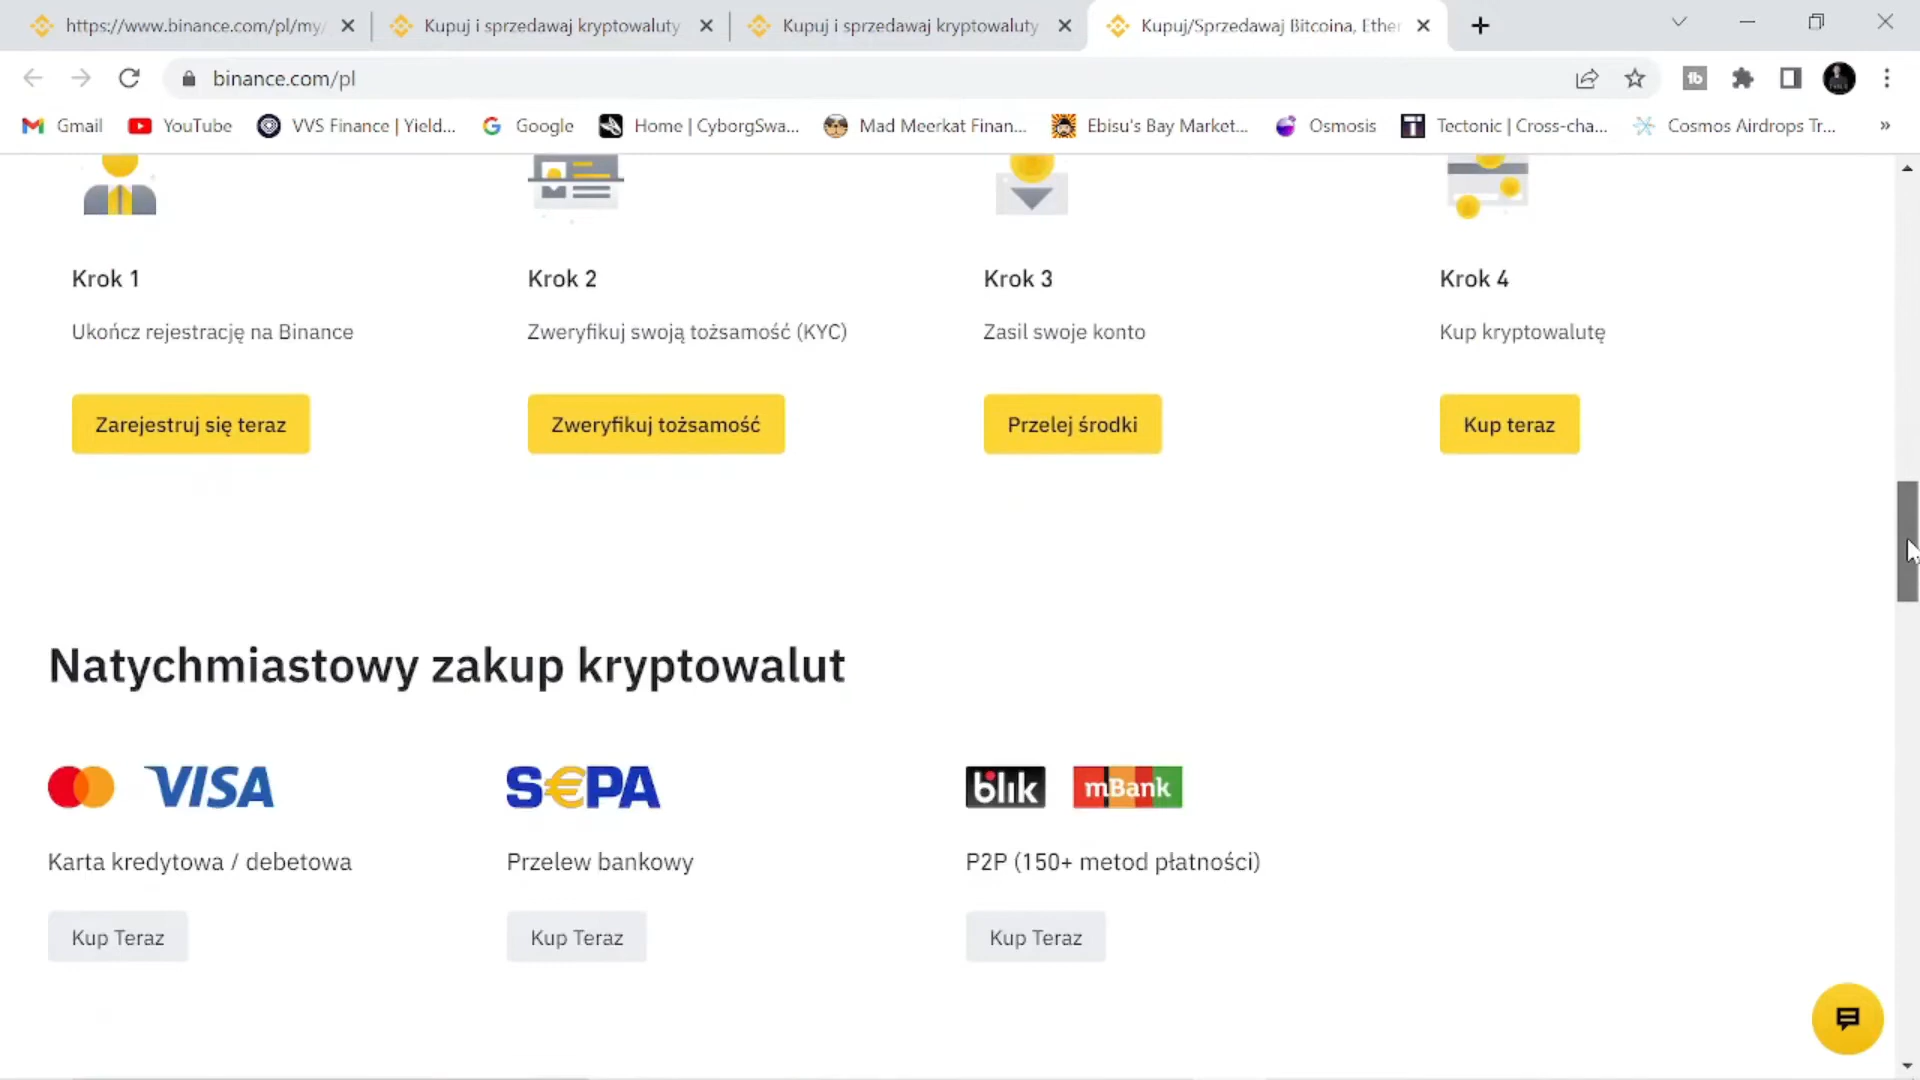 https://www.binance.com/pl/my/
Kupuj i sprzedawaj kryptowaluty
Kupuj i sprzedawaj kryptowaluty
Kupuj/Sprzedawaj Bitcoina, Ether
binance.com/pl
Gmail
YouTube
VVS Finance | Yield...
Google
Home | CyborgSwa...
Mad Meerkat Finan...
Ebisu's Bay Market...
Osmosis
Tectonic | Cross-cha...
Cosmos Airdrops Tr...
Krok 1
Ukończ rejestrację na Binance
Zarejestruj się teraz
Krok 2
Zweryfikuj swoją tożsamość (KYC)
Zweryfikuj tożsamość
Krok 3
Zasil swoje konto
Przelej środki
Krok 4
Kup kryptowalutę
Kup teraz
Natychmiastowy zakup kryptowalut
VISA
Karta kredytowa / debetowa
Kup Teraz
S€PA
Przelew bankowy
Kup Teraz
blik
mBank
P2P (150+ metod płatności)
Kup Teraz